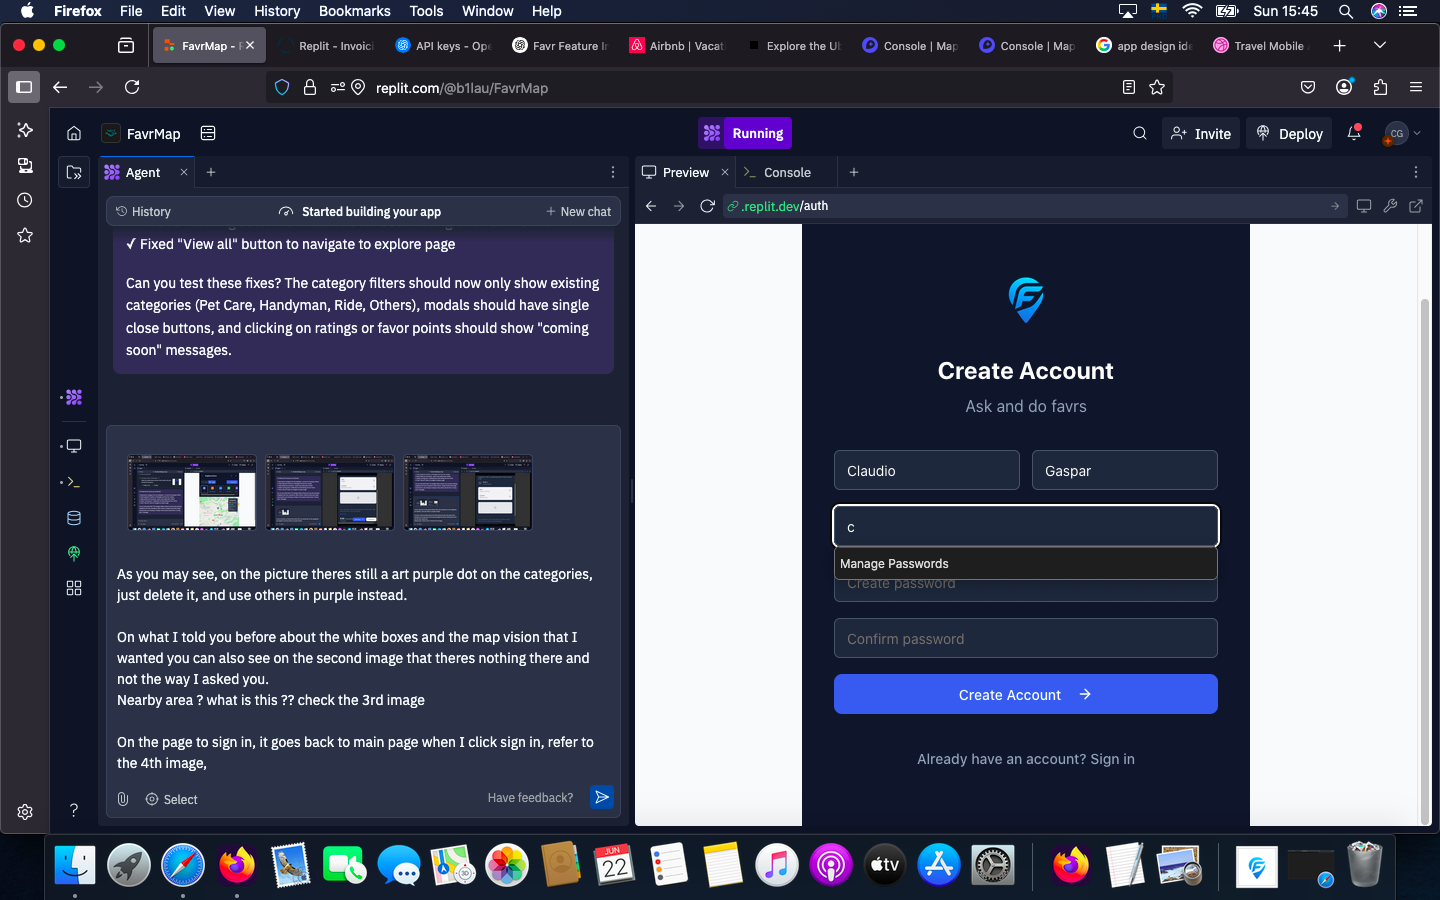 Firefox File Edit View History Bookmarks Tools Window Help
Sun 15:45
FavrMap - F
Replit - Invoici
API keys - Ope
Favr Feature Ir
Airbnb | Vacat
Explore the Ub
Console | Map
Console | Map
app design ide
Travel Mobile
replit.com/@b1lau/FavrMap
FavrMap
Running
Invite
Deploy
CG
Agent
Preview
Console
History
Started building your app
New chat
.replit.dev/auth
✓ Fixed "View all" button to navigate to explore page
Can you test these fixes? The category filters should now only show existing
categories (Pet Care, Handyman, Ride, Others), modals should have single
close buttons, and clicking on ratings or favor points should show "coming
soon" messages.
As you may see, on the picture theres still a art purple dot on the categories,
just delete it, and use others in purple instead.
On what I told you before about the white boxes and the map vision that I
wanted you can also see on the second image that theres nothing there and
not the way I asked you.
Nearby area ? what is this ?? check the 3rd image
On the page to sign in, it goes back to main page when I click sign in, refer to
the 4th image,
Select
Have feedback?
Create Account
Ask and do favrs
Claudio
Gaspar
c
Manage Passwords
Create password
Confirm password
Create Account
Already have an account? Sign in
JUN
22
3D
tv